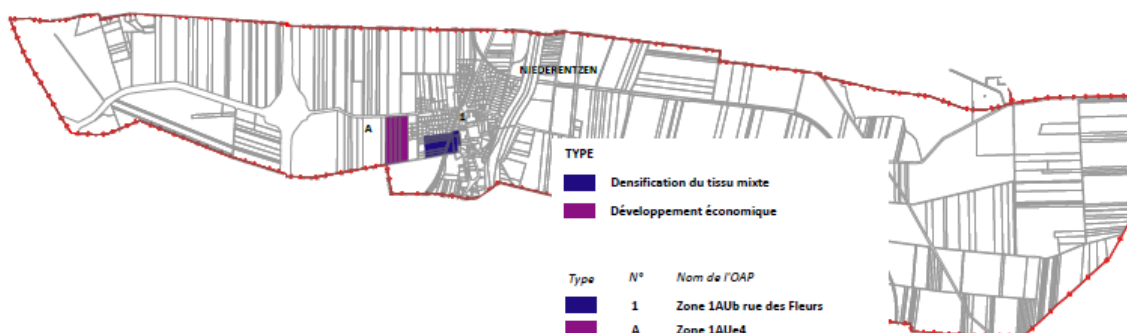 NIEDERENTZEN
A
1
TYPE
Densification du tissu mixte
Développement économique
Type N° Nom de l'OAP
1 Zone 1AUb rue des Fleurs
A Zone 1AUe4